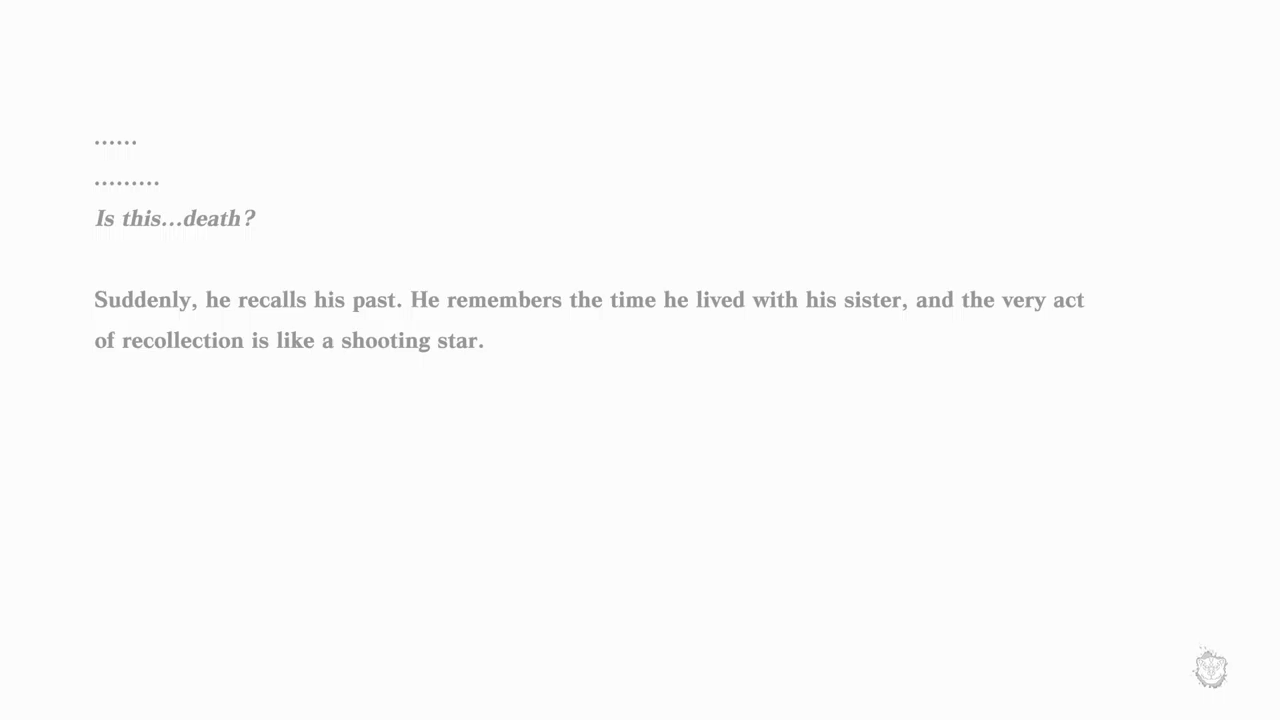 ......
.........
Is this...death?
Suddenly, he recalls his past. He remembers the time he lived with his sister, and the very act
of recollection is like a shooting star.